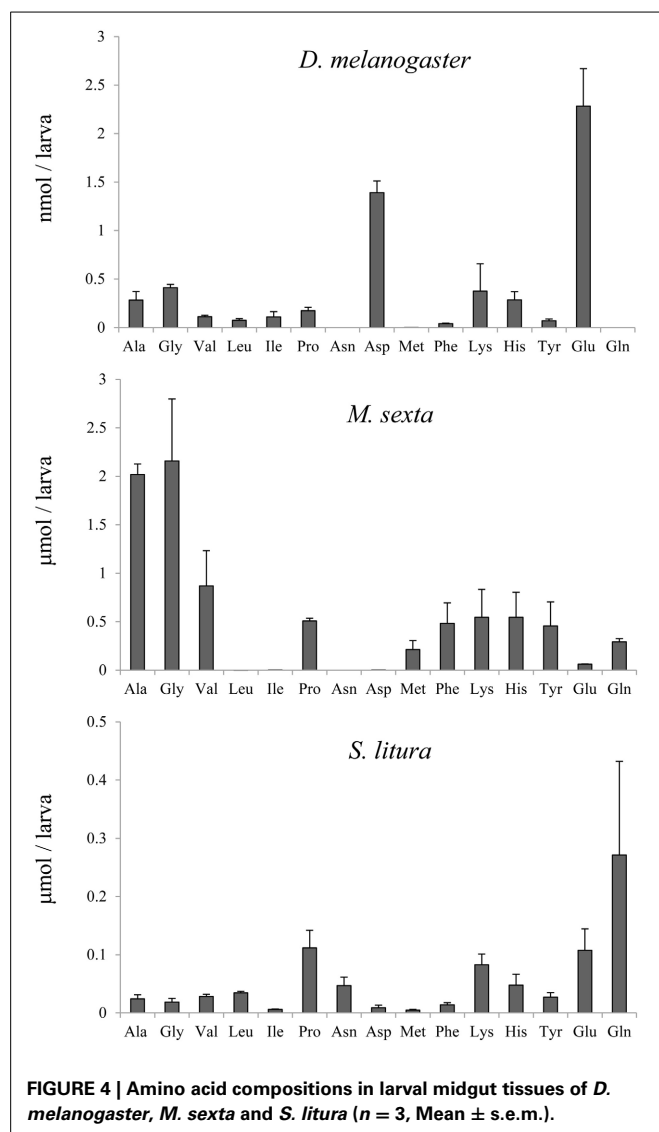 D. melanogaster
nmol / larva
3
2.5
2
1.5
1
0.5
0
Ala Gly Val Leu Ile Pro Asn Asp Met Phe Lys His Tyr Glu Gln
M. sexta
µmol / larva
3
2.5
2
1.5
1
0.5
0
Ala Gly Val Leu Ile Pro Asn Asp Met Phe Lys His Tyr Glu Gln
S. litura
µmol / larva
0.5
0.4
0.3
0.2
0.1
0
Ala Gly Val Leu Ile Pro Asn Asp Met Phe Lys His Tyr Glu Gln
FIGURE 4 | Amino acid compositions in larval midgut tissues of D.
melanogaster, M. sexta and S. litura (n = 3, Mean ± s.e.m.).